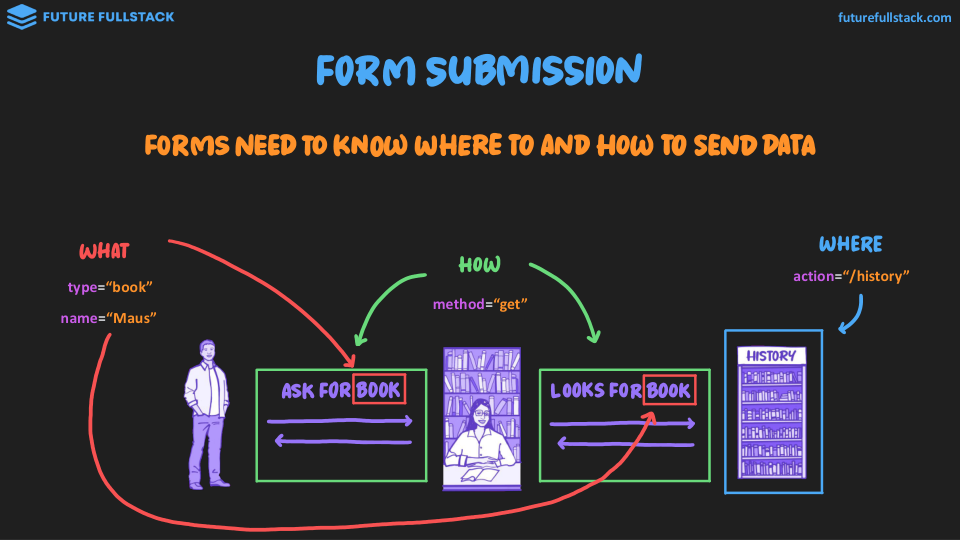 FUTURE FULLSTACK
futurefullstack.com
FORM SUBMISSION
FORMS NEED TO KNOW WHERE TO AND HOW TO SEND DATA
WHAT
type=“book”
name=“Maus”
HOW
method=“get”
WHERE
action=“/history”
ASK FOR BOOK
LOOKS FOR BOOK
HISTORY